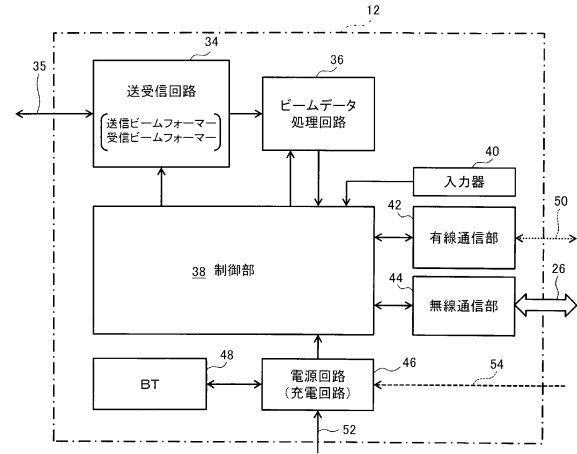 12
34
35
送受信回路
送信ビームフォーマー
受信ビームフォーマー
36
ビームデータ
処理回路
40
入力器
42
有線通信部
50
38 制御部
44
無線通信部
26
48
BT
46
電源回路
(充電回路)
54
52